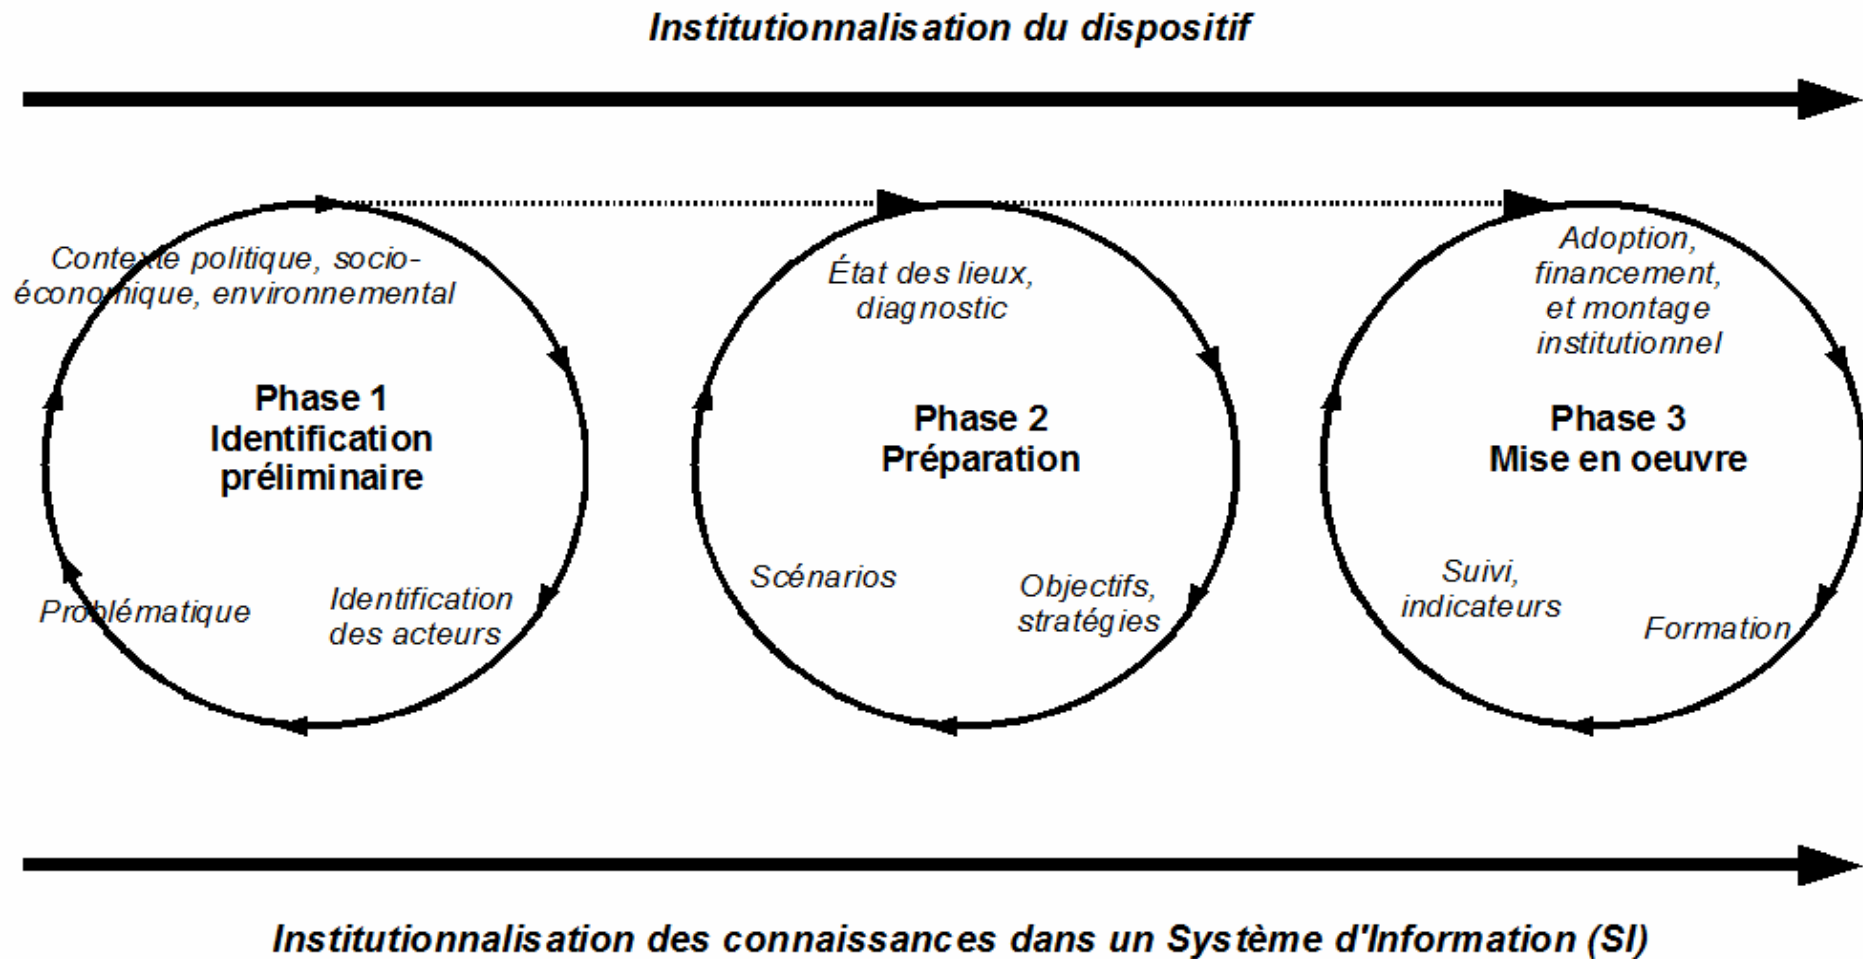 Institutionnalisation du dispositif
Contexte politique, socio-
économique, environnemental
Phase 1
Identification
préliminaire
Problématique
Identification
des acteurs
État des lieux,
diagnostic
Phase 2
Préparation
Scénarios
Objectifs,
stratégies
Adoption,
financement,
et montage
institutionnel
Phase 3
Mise en oeuvre
Suivi,
indicateurs
Formation
Institutionnalisation des connaissances dans un Système d'Information (SI)